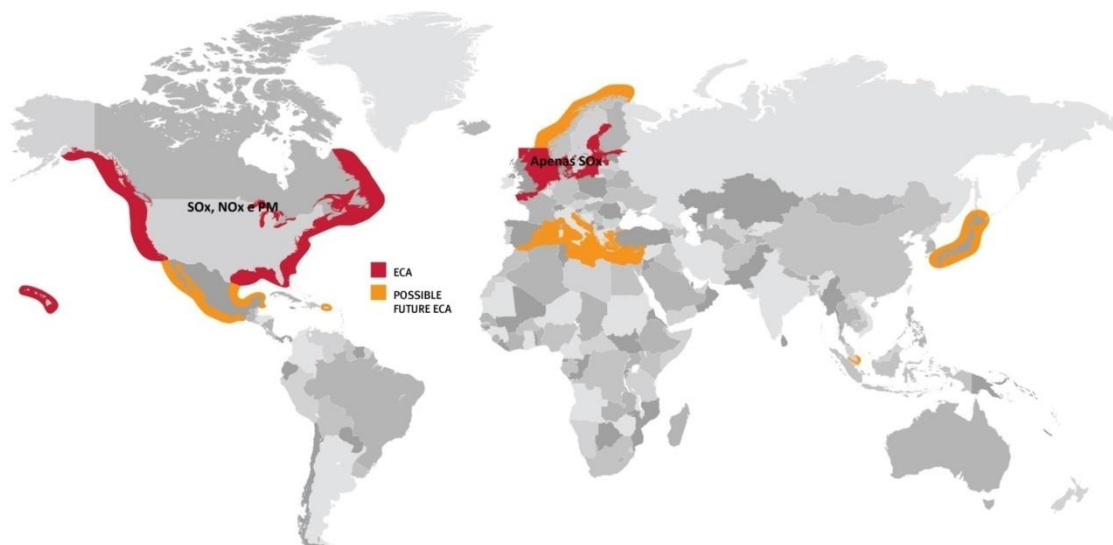 Apenas SOx
SOx, NOx e PM
ECA
POSSIBLE
FUTURE ECA